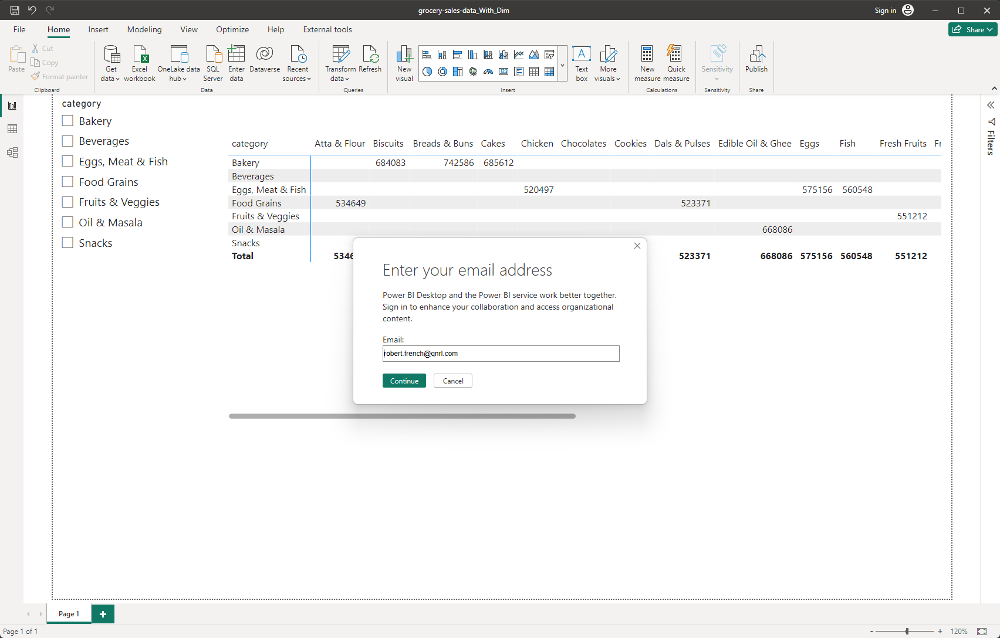 grocery-sales-data_With_Dim
Sign in
File Home Insert Modeling View Optimize Help External tools
Share
Paste
Cut
Copy
Format painter
Clipboard
Get data
Excel workbook
OneLake data hub
SQL Server
Enter data
Dataverse
Recent sources
Data
Transform data
Refresh
Queries
New visual
123
A
Text box
More visuals
Insert
New measure
Quick measure
Calculations
Sensitivity
Sensitivity
Publish
Share
category
Bakery
Beverages
Eggs, Meat & Fish
Food Grains
Fruits & Veggies
Oil & Masala
Snacks
category Atta & Flour Biscuits Breads & Buns Cakes Chicken Chocolates Cookies Dals & Pulses Edible Oil & Ghee Eggs Fish Fresh Fruits Fr
Bakery 684083 742586 685612
Beverages
Eggs, Meat & Fish 520497 575156 560548
Food Grains 534649 523371
Fruits & Veggies 551212
Oil & Masala 668086
Snacks
Total 5346 523371 668086 575156 560548 551212
Filters
Enter your email address
Power BI Desktop and the Power BI service work better together.
Sign in to enhance your collaboration and access organizational
content.
Email:
robert.french@qnrl.com
Continue Cancel
Page 1
+
Page 1 of 1
- + 120%